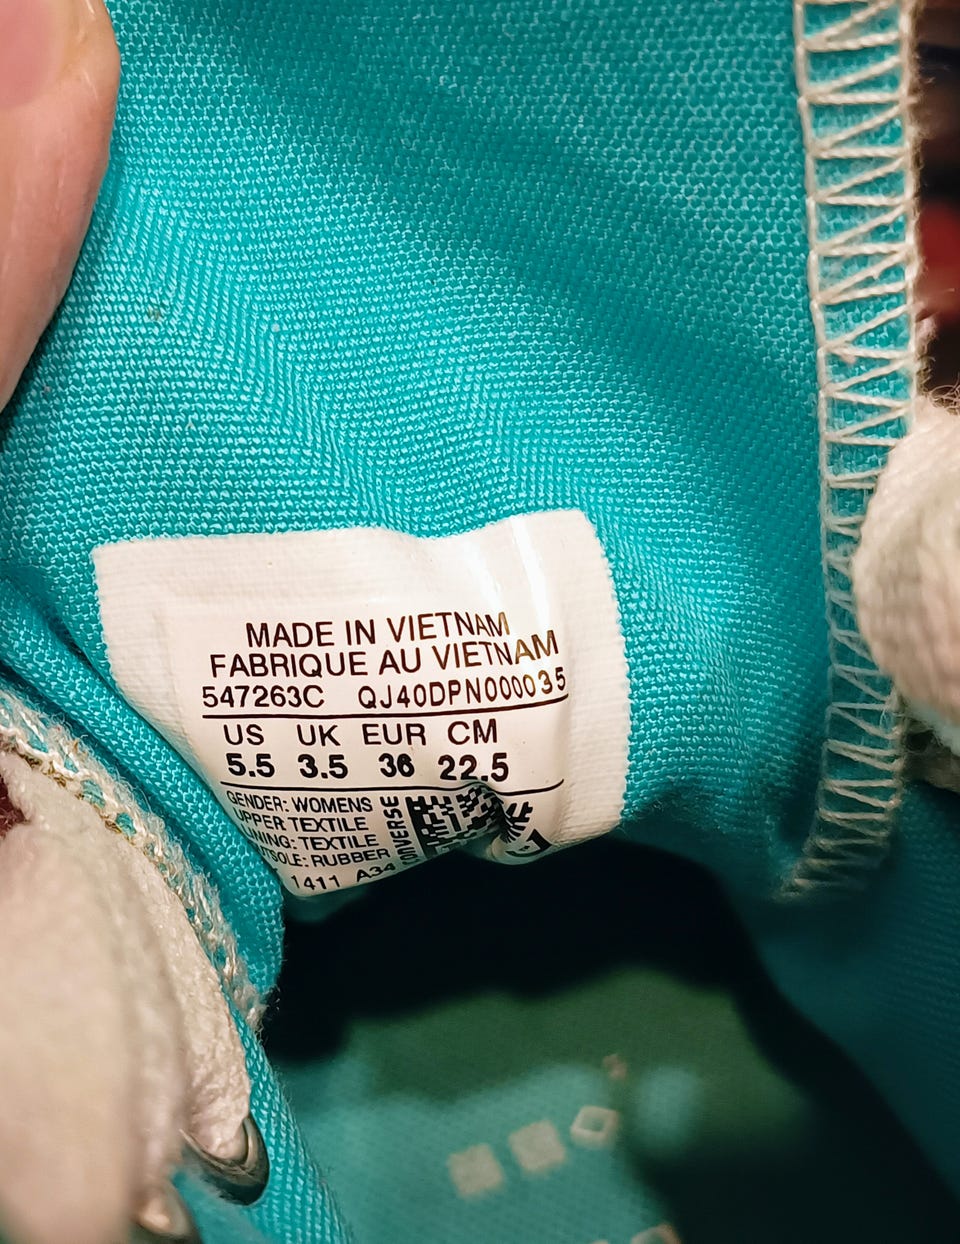 MADE IN VIETNAM
FABRIQUE AU VIETNAM
547263C QJ40DPN000035
US UK EUR CM
5.5 3.5 36 22.5
GENDER: WOMENS
UPPER TEXTILE
LINING: TEXTILE
RUBBER
1411 A34
CONVERSE